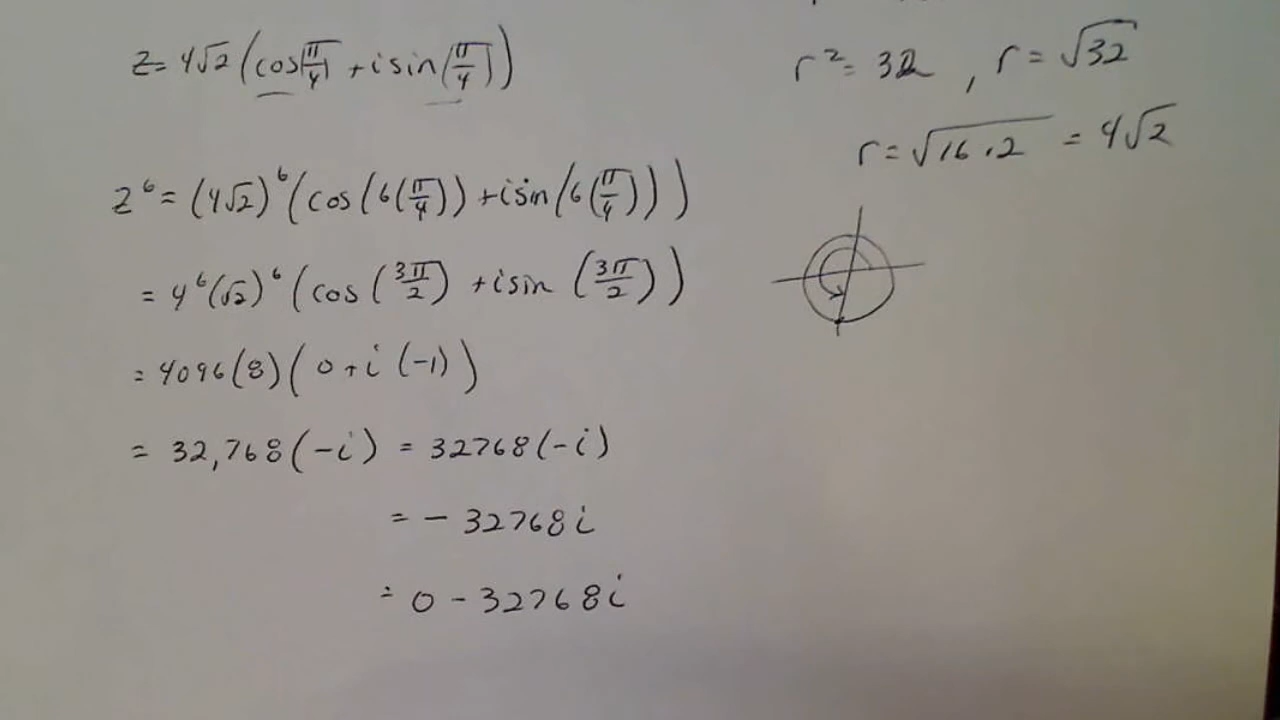 z = 4√2 (cos(π/4) + i sin(π/4))
r² = 32 , r = √32
r = √16·2 = 4√2
z⁶ = (4√2)⁶ (cos(6(π/4)) + i sin(6(π/4)))
= 4⁶(√2)⁶ (cos (3π/2) + i sin (3π/2))
= 4096(8)(0 + i (-1))
= 32,768(-i) = 32768(-i)
= - 32768i
= 0 - 32768i